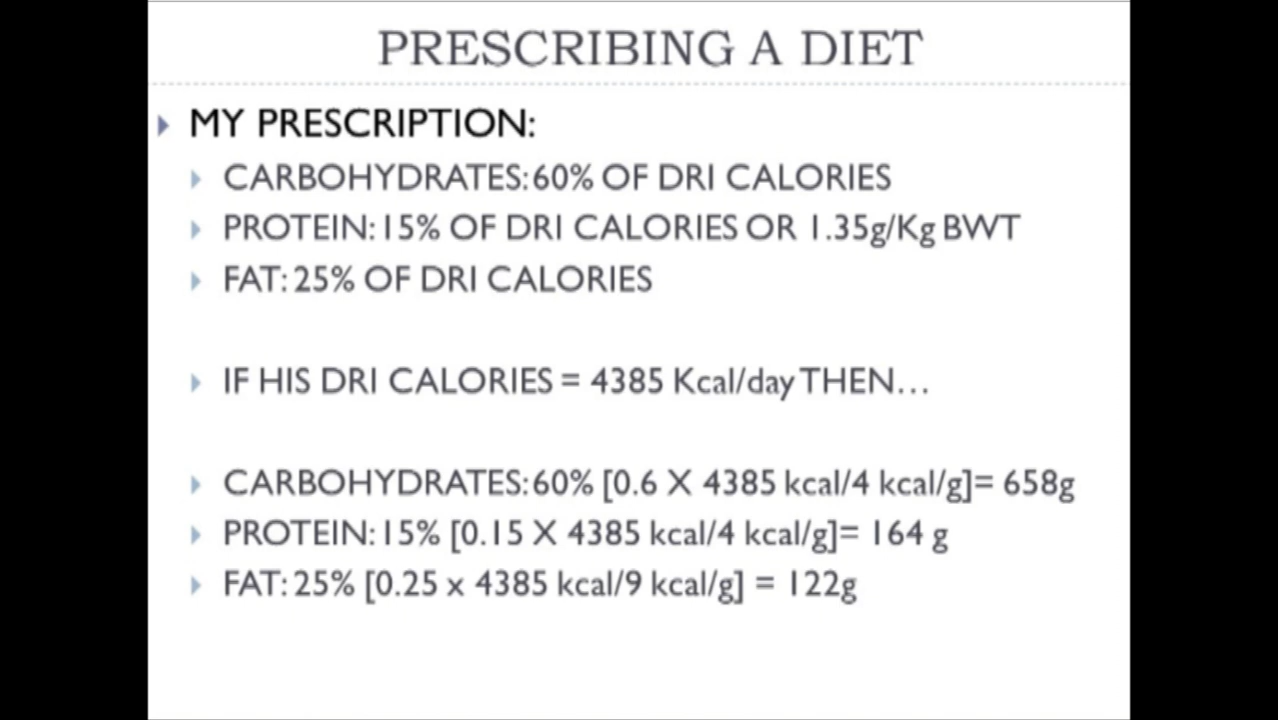 PRESCRIBING A DIET
MY PRESCRIPTION:
CARBOHYDRATES: 60% OF DRI CALORIES
PROTEIN: 15% OF DRI CALORIES OR 1.35g/Kg BWT
FAT: 25% OF DRI CALORIES
IF HIS DRI CALORIES = 4385 Kcal/day THEN…
CARBOHYDRATES: 60% [0.6 X 4385 kcal/4 kcal/g]= 658g
PROTEIN: 15% [0.15 X 4385 kcal/4 kcal/g]= 164 g
FAT: 25% [0.25 x 4385 kcal/9 kcal/g] = 122g